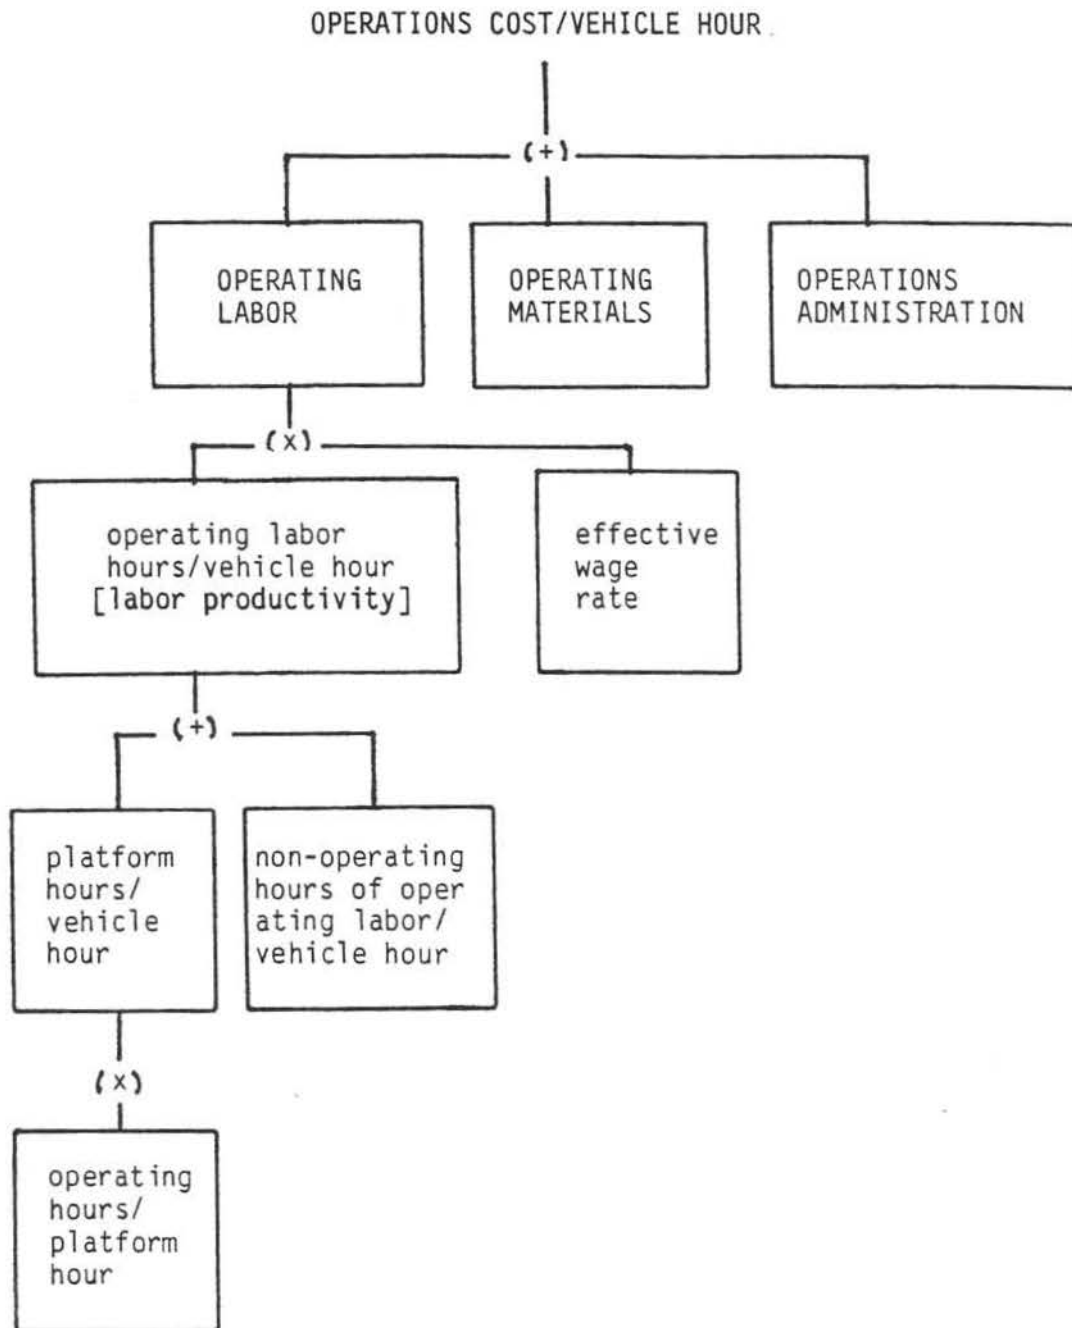 OPERATIONS COST/VEHICLE HOUR
(+)
OPERATING
LABOR
OPERATING
MATERIALS
OPERATIONS
ADMINISTRATION
(x)
operating labor
hours/vehicle hour
[labor productivity]
effective
wage
rate
(+)
platform
hours/
vehicle
hour
non-operating
hours of oper
ating labor/
vehicle hour
(x)
operating
hours/
platform
hour